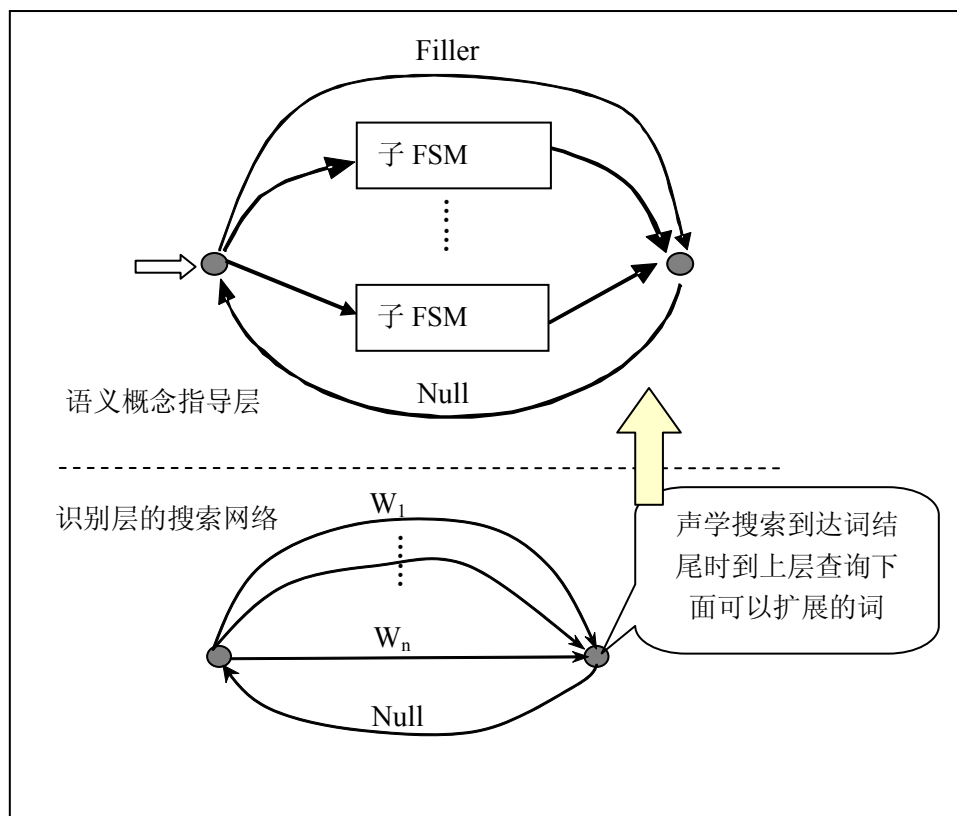 Filler
子 FSM
子 FSM
Null
语义概念指导层
识别层的搜索网络
W₁
声学搜索到达词结
尾时到上层查询下
面可以扩展的词
Wₙ
Null